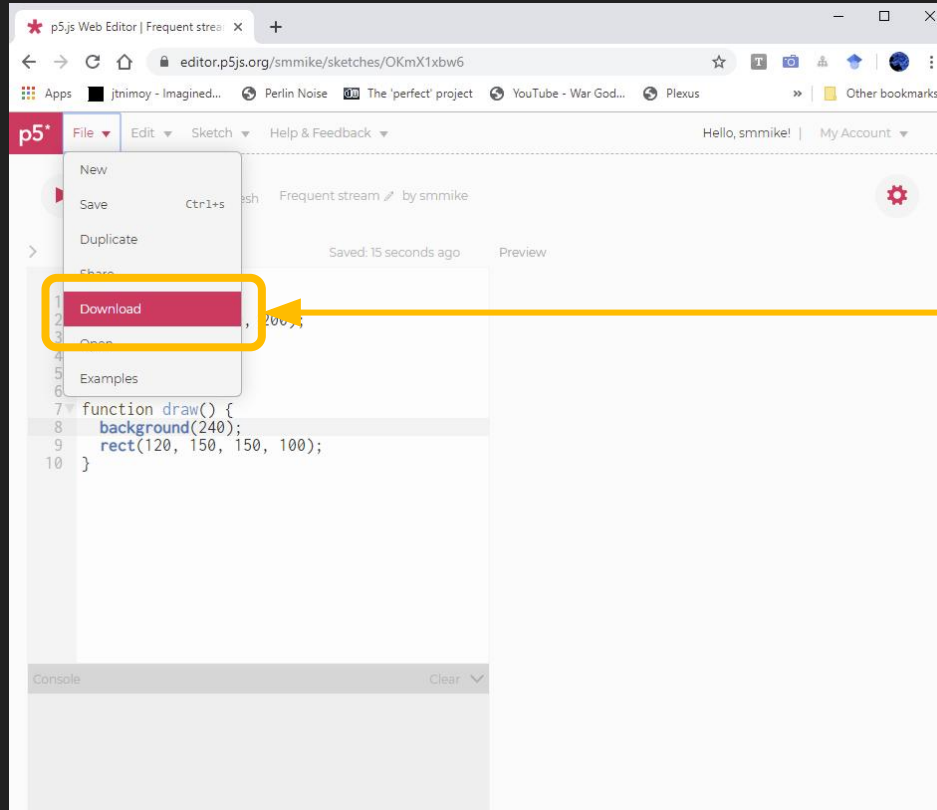 p5.js Web Editor | Frequent strea
editor.p5js.org/smmike/sketches/OKmX1xbw6
Apps jtnimoy - Imagined... Perlin Noise The 'perfect' project YouTube - War God... Plexus » Other bookmarks
p5* File Edit Sketch Help & Feedback Hello, smmike! | My Account
New
Save Ctrl+s esh Frequent stream by smmike
Duplicate
Saved: 15 seconds ago Preview
Share
1
Download
2 , 200);
3
Open
4
5
Examples
6
7 function draw() {
8 background(240);
9 rect(120, 150, 150, 100);
10 }
Console Clear